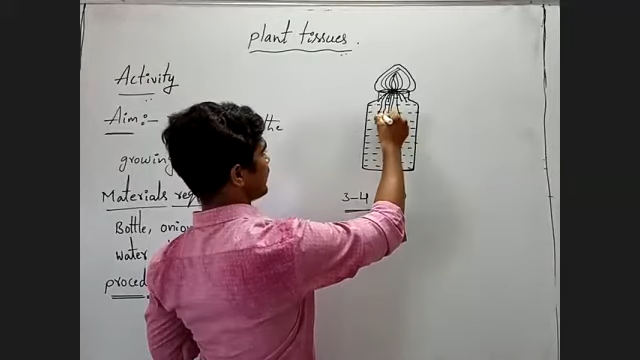 plant tissues.
Activity
Aim:- the
growing
Materials req
Bottle, onion
water
proced
3-4